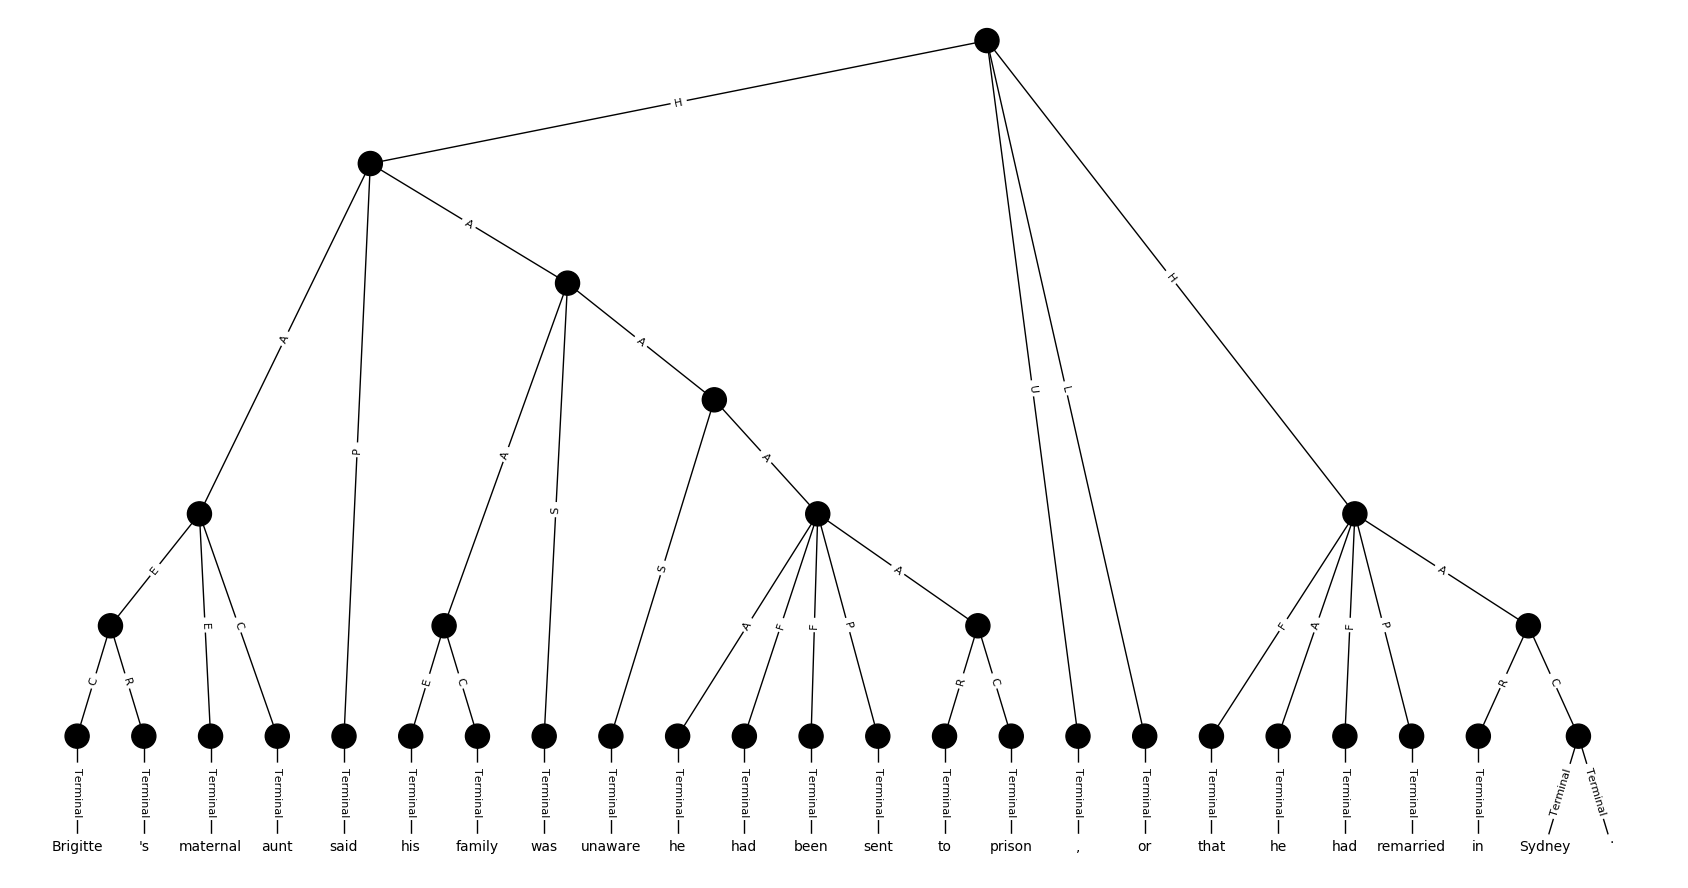 H
A
A
H
A
A
P
U
L
A
A
S
E
S
A
E
E
C
A
F
F
P
F
A
F
P
C
R
E
C
R
C
R
C
Terminal Terminal Terminal Terminal Terminal Terminal Terminal Terminal Terminal Terminal Terminal Terminal Terminal Terminal Terminal Terminal Terminal Terminal Terminal Terminal Terminal Terminal Terminal Terminal
Brigitte 's maternal aunt said his family was unaware he had been sent to prison , or that he had remarried in Sydney .